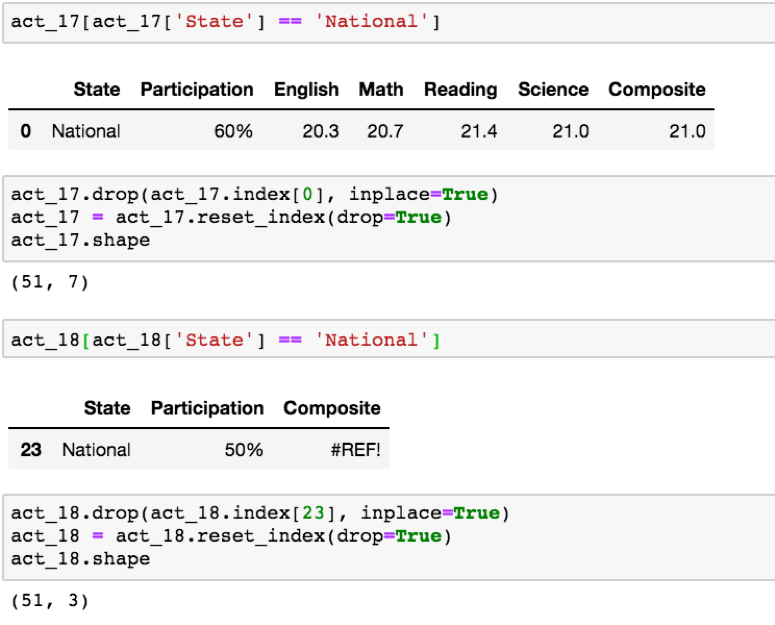 act_17[act_17['State'] == 'National']
State Participation English Math Reading Science Composite
0 National 60% 20.3 20.7 21.4 21.0 21.0
act_17.drop(act_17.index[0], inplace=True)
act_17 = act_17.reset_index(drop=True)
act_17.shape
(51, 7)
act_18[act_18['State'] == 'National']
State Participation Composite
23 National 50% #REF!
act_18.drop(act_18.index[23], inplace=True)
act_18 = act_18.reset_index(drop=True)
act_18.shape
(51, 3)